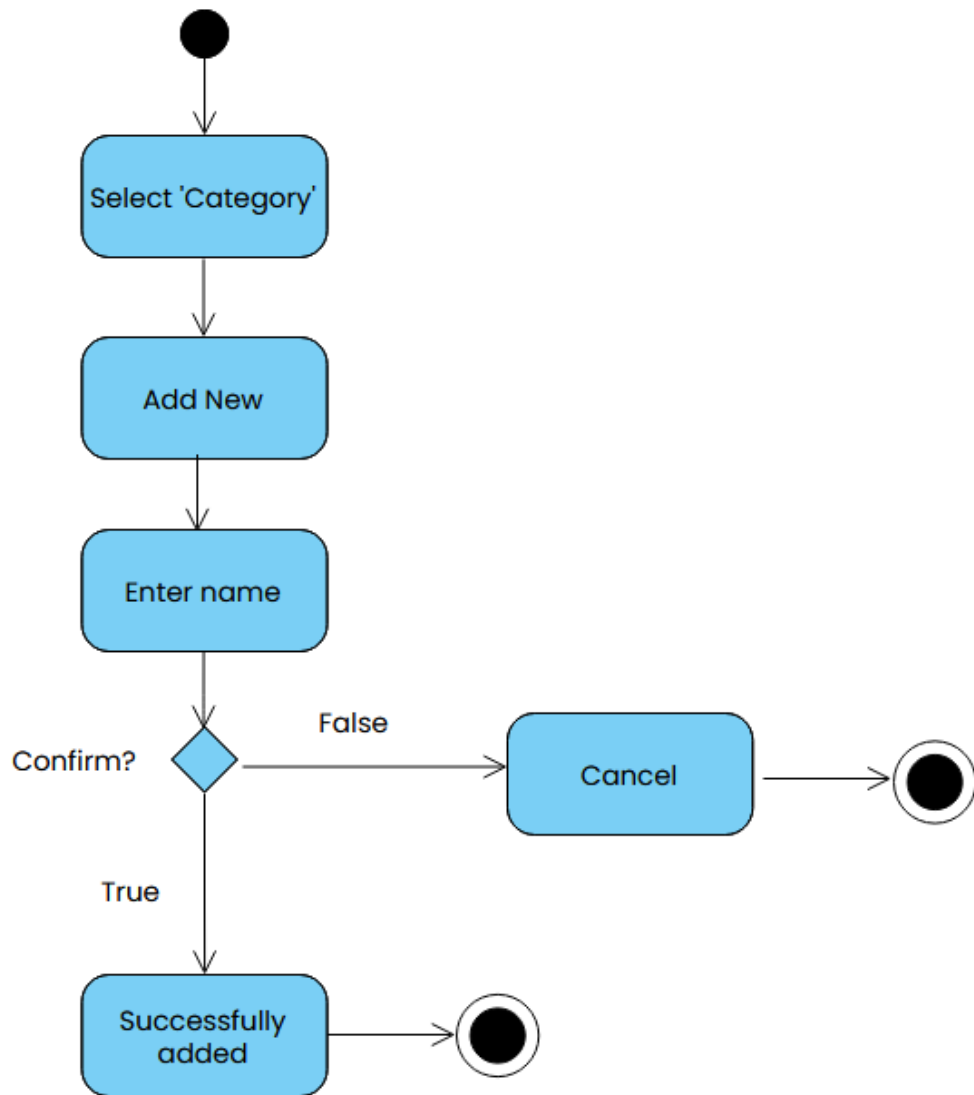 Select 'Category'
Add New
Enter name
False
Confirm?
Cancel
True
Successfully
added